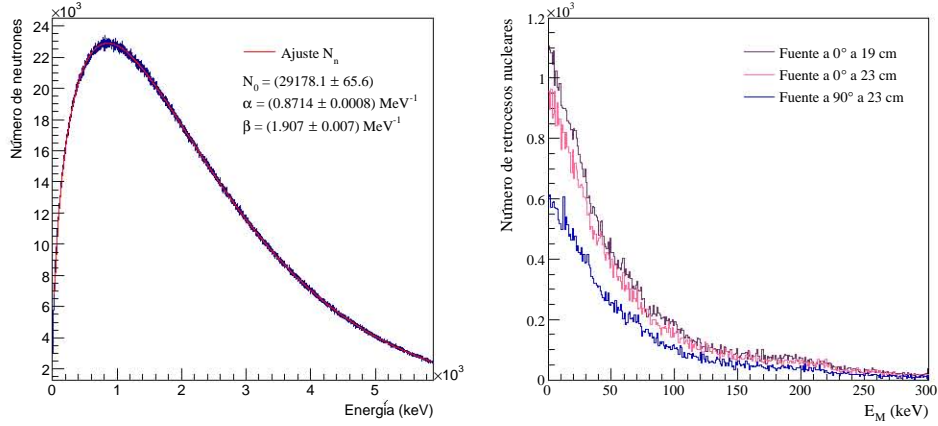 ×10³
Número de neutrones
24
22
20
18
16
14
12
10
8
6
4
2
Ajuste Nₙ
N₀ = (29178.1 ± 65.6)
α = (0.8714 ± 0.0008) MeV⁻¹
β = (1.907 ± 0.007) MeV⁻¹
0 1 2 3 4 5
×10³
Energía (keV)
×10³
Número de retrocesos nucleares
1.2
1
0.8
0.6
0.4
0.2
0
Fuente a 0° a 19 cm
Fuente a 0° a 23 cm
Fuente a 90° a 23 cm
0 50 100 150 200 250 300
E_M (keV)